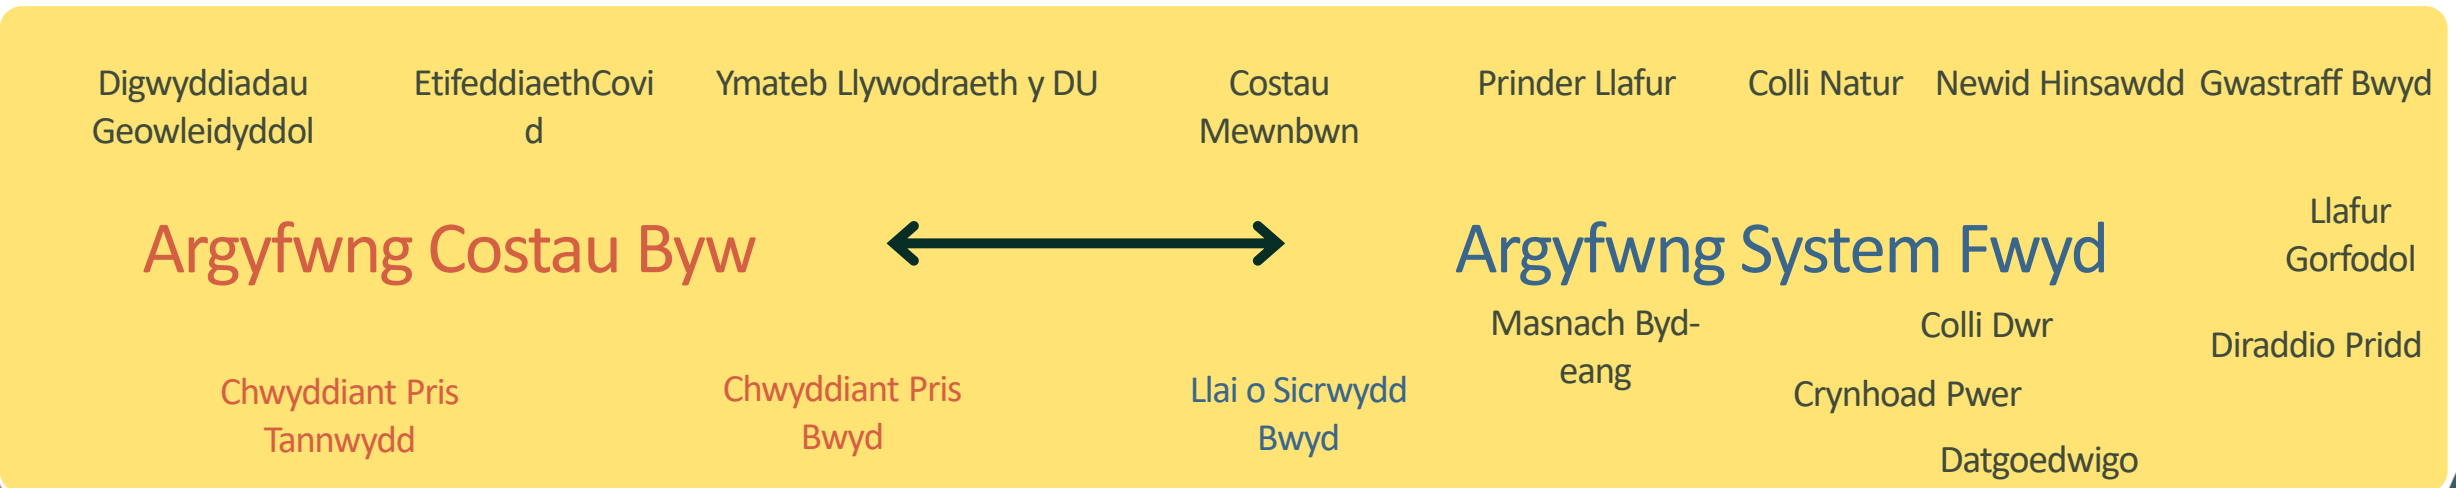 Digwyddiadau
Geowleidyddol
EtifeddiaethCovi
d
Ymateb Llywodraeth y DU
Costau
Mewnbwn
Prinder Llafur
Colli Natur
Newid Hinsawdd
Gwastraff Bwyd
Argyfwng Costau Byw
Argyfwng System Fwyd
Llafur
Gorfodol
Masnach Byd-
eang
Colli Dwr
Diraddio Pridd
Chwyddiant Pris
Tannwydd
Chwyddiant Pris
Bwyd
Llai o Sicrwydd
Bwyd
Crynhoad Pwer
Datgoedwigo